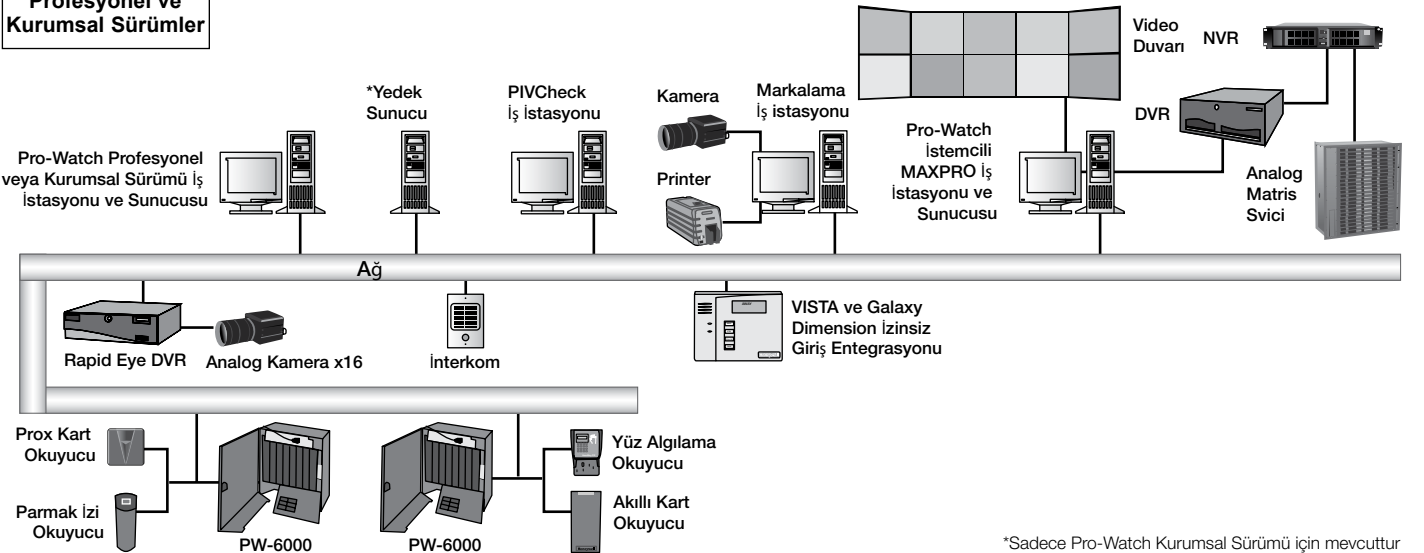 Profesyonel ve
Kurumsal Sürümler
Pro-Watch Profesyonel
veya Kurumsal Sürümü İş
İstasyonu ve Sunucusu
*Yedek
Sunucu
PIVCheck
İş İstasyonu
Kamera
Printer
Markalama
İş istasyonu
Pro-Watch
İstemcili
MAXPRO İş
İstasyonu ve
Sunucusu
Video
Duvarı
NVR
DVR
Analog
Matris
Svici
Ağ
Rapid Eye DVR
Analog Kamera x16
İnterkom
VISTA ve Galaxy
Dimension İzinsiz
Giriş Entegrasyonu
Prox Kart
Okuyucu
Parmak İzi
Okuyucu
PW-6000
PW-6000
Yüz Algılama
Okuyucu
Akıllı Kart
Okuyucu
*Sadece Pro-Watch Kurumsal Sürümü için mevcuttur